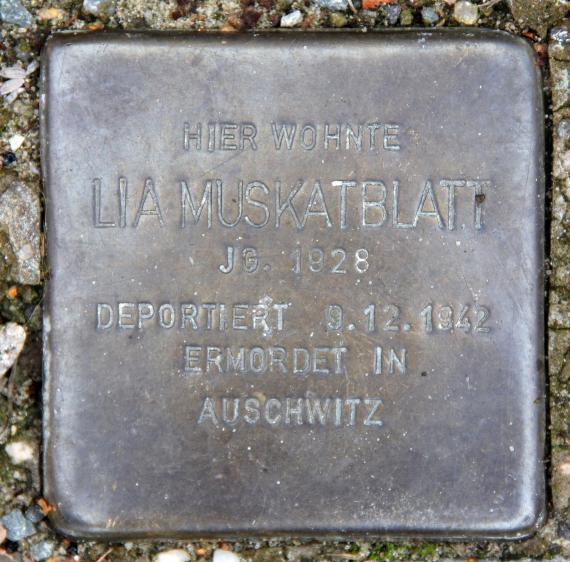 HIER WOHNTE
LIA MUSKATBLATT
JG. 1928
DEPORTIERT 9.12.1942
ERMORDET IN
AUSCHWITZ